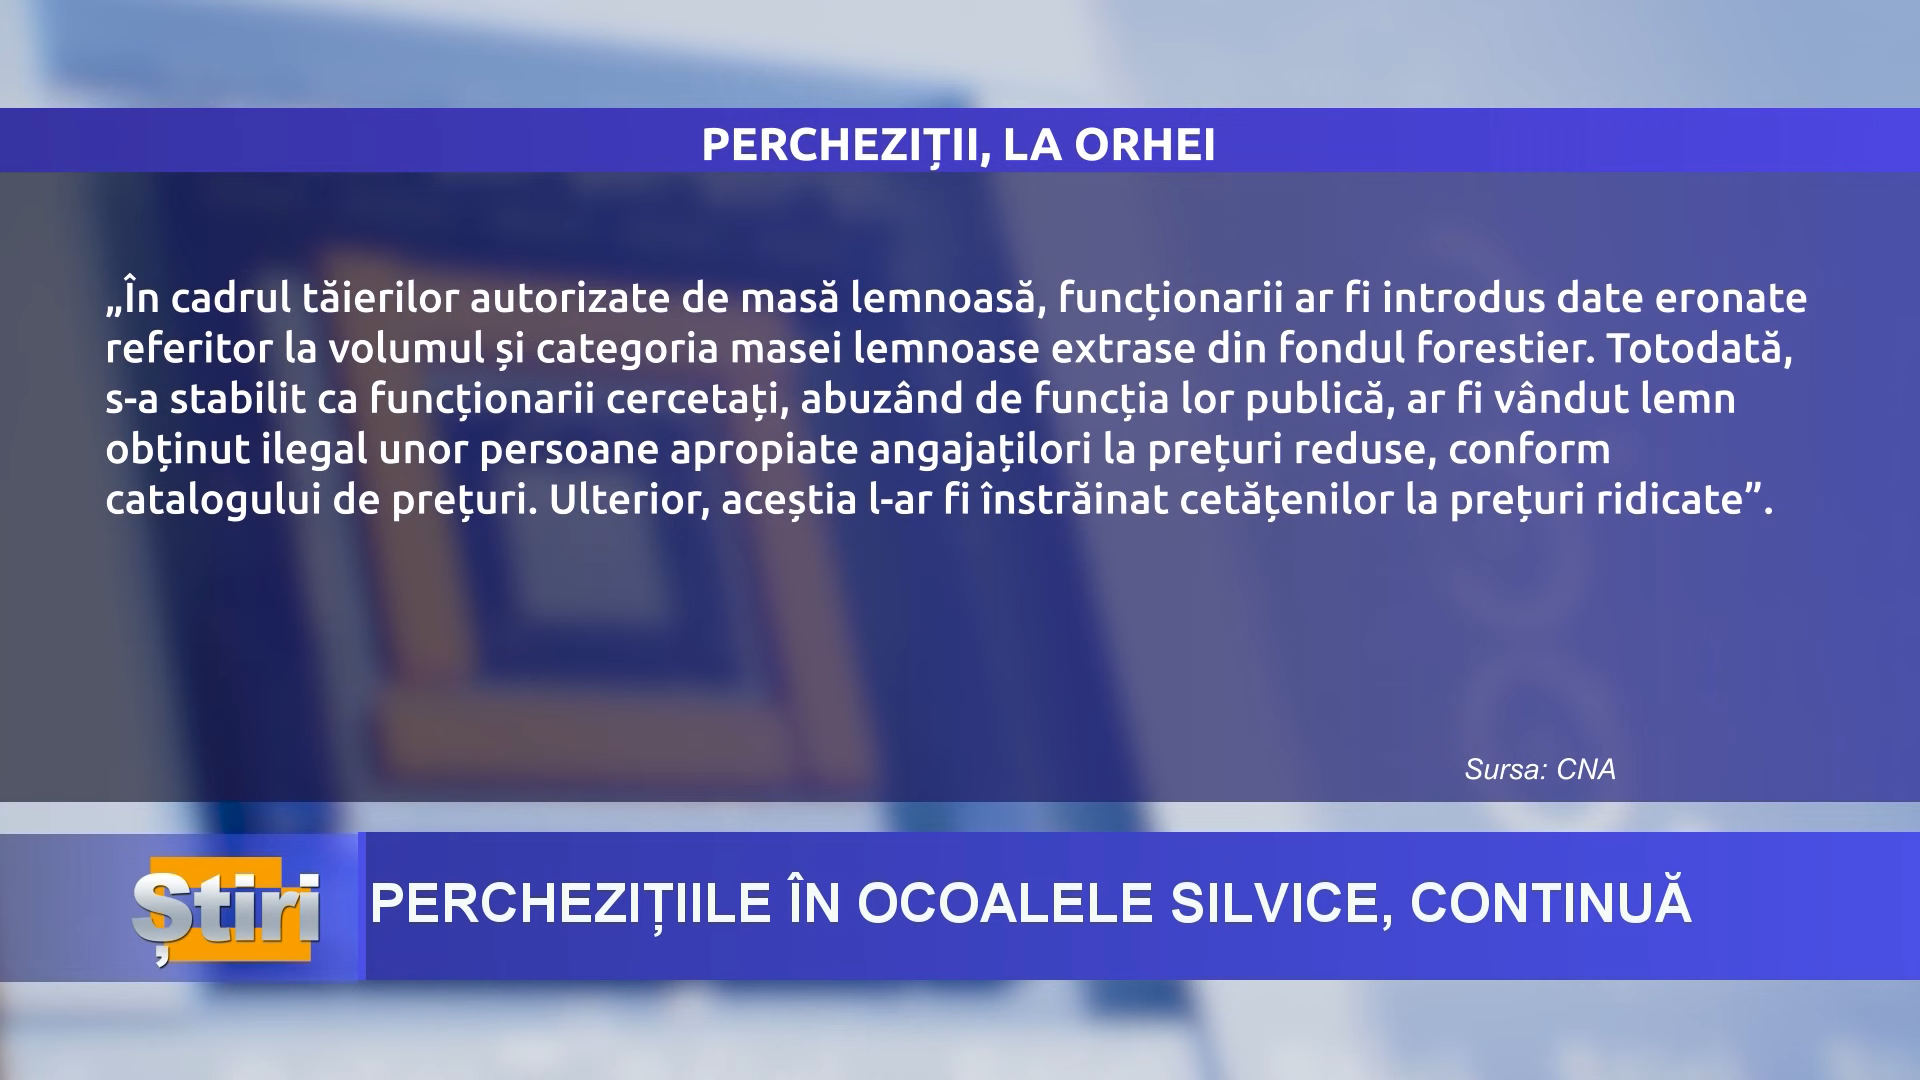 PERCHEZIȚII, LA ORHEI
„În cadrul tăierilor autorizate de masă lemnoasă, funcționarii ar fi introdus date eronate
referitor la volumul și categoria masei lemnoase extrase din fondul forestier. Totodată,
s-a stabilit ca funcționarii cercetați, abuzând de funcția lor publică, ar fi vândut lemn
obținut ilegal unor persoane apropiate angajaților la prețuri reduse, conform
catalogului de prețuri. Ulterior, aceștia l-ar fi înstrăinat cetățenilor la prețuri ridicate”.
Sursa: CNA
Știri
PERCHEZIȚIILE ÎN OCOALELE SILVICE, CONTINUĂ